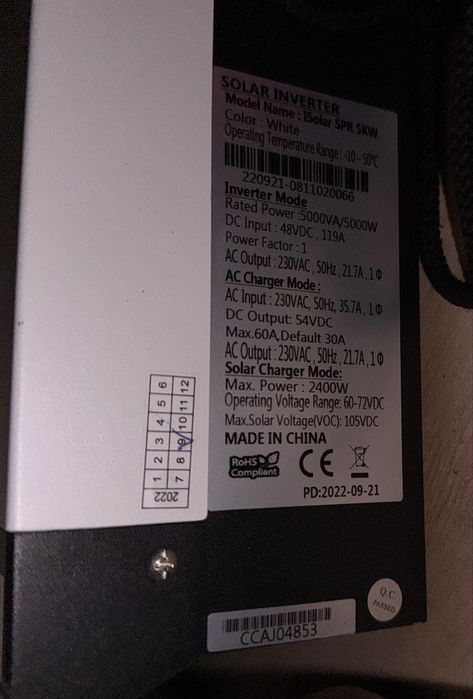 SOLAR INVERTER
Model Name : ISolar SPR 5KW
Color : White
Operating Temperature Range : -10 ~ 50℃
220921-0811020066
Inverter Mode
Rated Power :5000VA/5000W
DC Input : 48VDC , 119A
Power Factor : 1
AC Output : 230VAC , 50Hz , 21.7A , 1Φ
AC Charger Mode :
AC Input : 230VAC, 50Hz, 35.7A , 1Φ
DC Output: 54VDC
Max.60A,Default 30A
AC Output : 230VAC , 50Hz , 21.7A , 1Φ
Solar Charger Mode:
Max. Power : 2400W
Operating Voltage Range: 60-72VDC
Max.Solar Voltage(VOC): 105VDC
MADE IN CHINA
RoHS
Compliant
CE
PD:2022-09-21
2022
1 2 3 4 5 6
7 8 9 10 11 12
Q.C.
PASSED
CCAJ04853